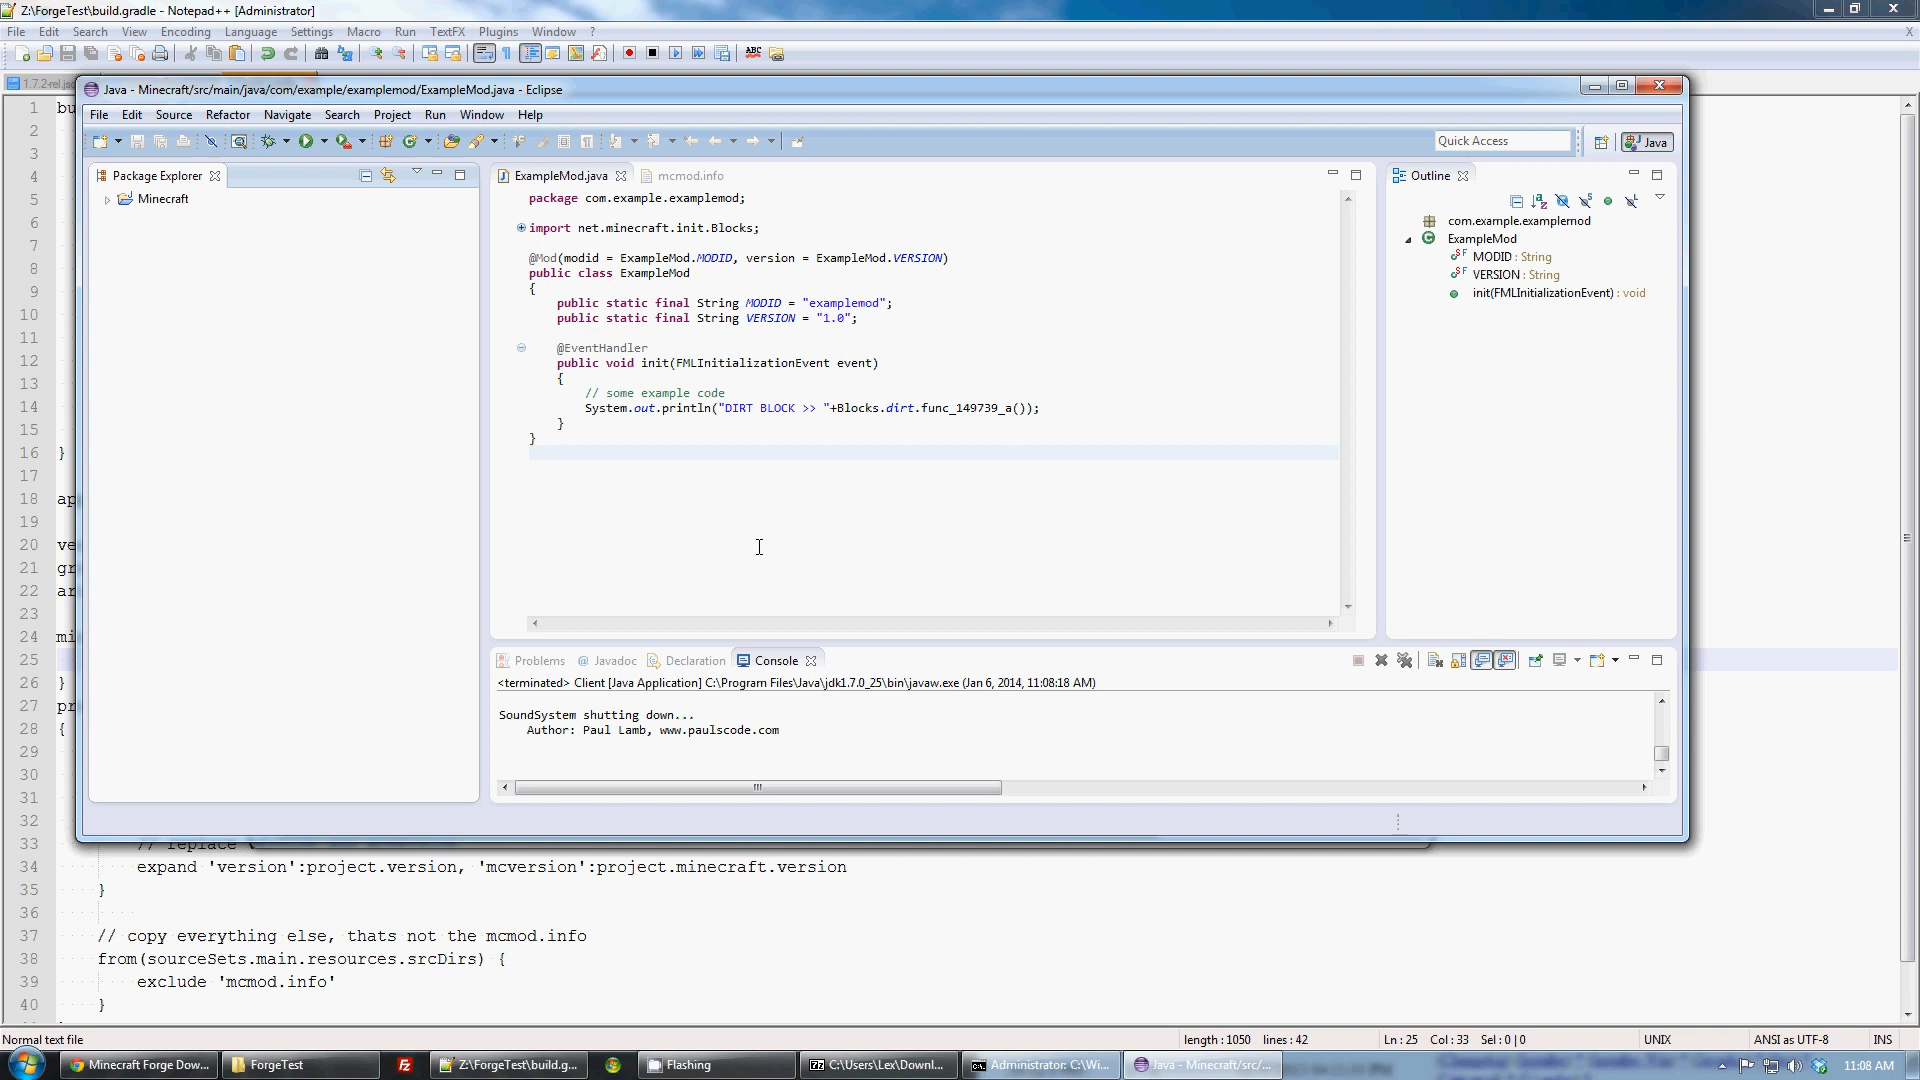 Z:\ForgeTest\build.gradle - Notepad++ [Administrator]
File Edit Search View Encoding Language Settings Macro Run TextFX Plugins Window ? X
1.7.2-rel.js
Java - Minecraft/src/main/java/com/example/examplemod/ExampleMod.java - Eclipse
File Edit Source Refactor Navigate Search Project Run Window Help
Quick Access Java
Package Explorer
Minecraft
ExampleMod.java mcmod.info
package com.example.examplemod;
import net.minecraft.init.Blocks;
@Mod(modid = ExampleMod.MODID, version = ExampleMod.VERSION)
public class ExampleMod
{
public static final String MODID = "examplemod";
public static final String VERSION = "1.0";
@EventHandler
public void init(FMLInitializationEvent event)
{
// some example code
System.out.println("DIRT BLOCK >> "+Blocks.dirt.func_149739_a());
}
}
Outline
com.example.examplemod
ExampleMod
MODID : String
VERSION : String
init(FMLInitializationEvent) : void
Problems @ Javadoc Declaration Console
<terminated> Client [Java Application] C:\Program Files\Java\jdk1.7.0_25\bin\javaw.exe (Jan 6, 2014, 11:08:18 AM)
SoundSystem shutting down...
Author: Paul Lamb, www.paulscode.com
1 bu
2
3
4
5
6
7
8
9
10
11
12
13
14
15
16 }
17
18 ap
19
20 ve
21 gr
22 ar
23
24 mi
25
26 }
27 pr
28 {
29
30
31
32
33 // replace
34 expand 'version':project.version, 'mcversion':project.minecraft.version
35 }
36
37 // copy everything else, thats not the mcmod.info
38 from(sourceSets.main.resources.srcDirs) {
39 exclude 'mcmod.info'
40 }
Normal text file length : 1050 lines : 42 Ln : 25 Col : 33 Sel : 0 | 0 UNIX ANSI as UTF-8 INS
Minecraft Forge Dow... ForgeTest Z:\ForgeTest\build.g... Flashing C:\Users\Lex\Downl... Administrator: C:\Wi... Java - Minecraft/src/... 11:08 AM